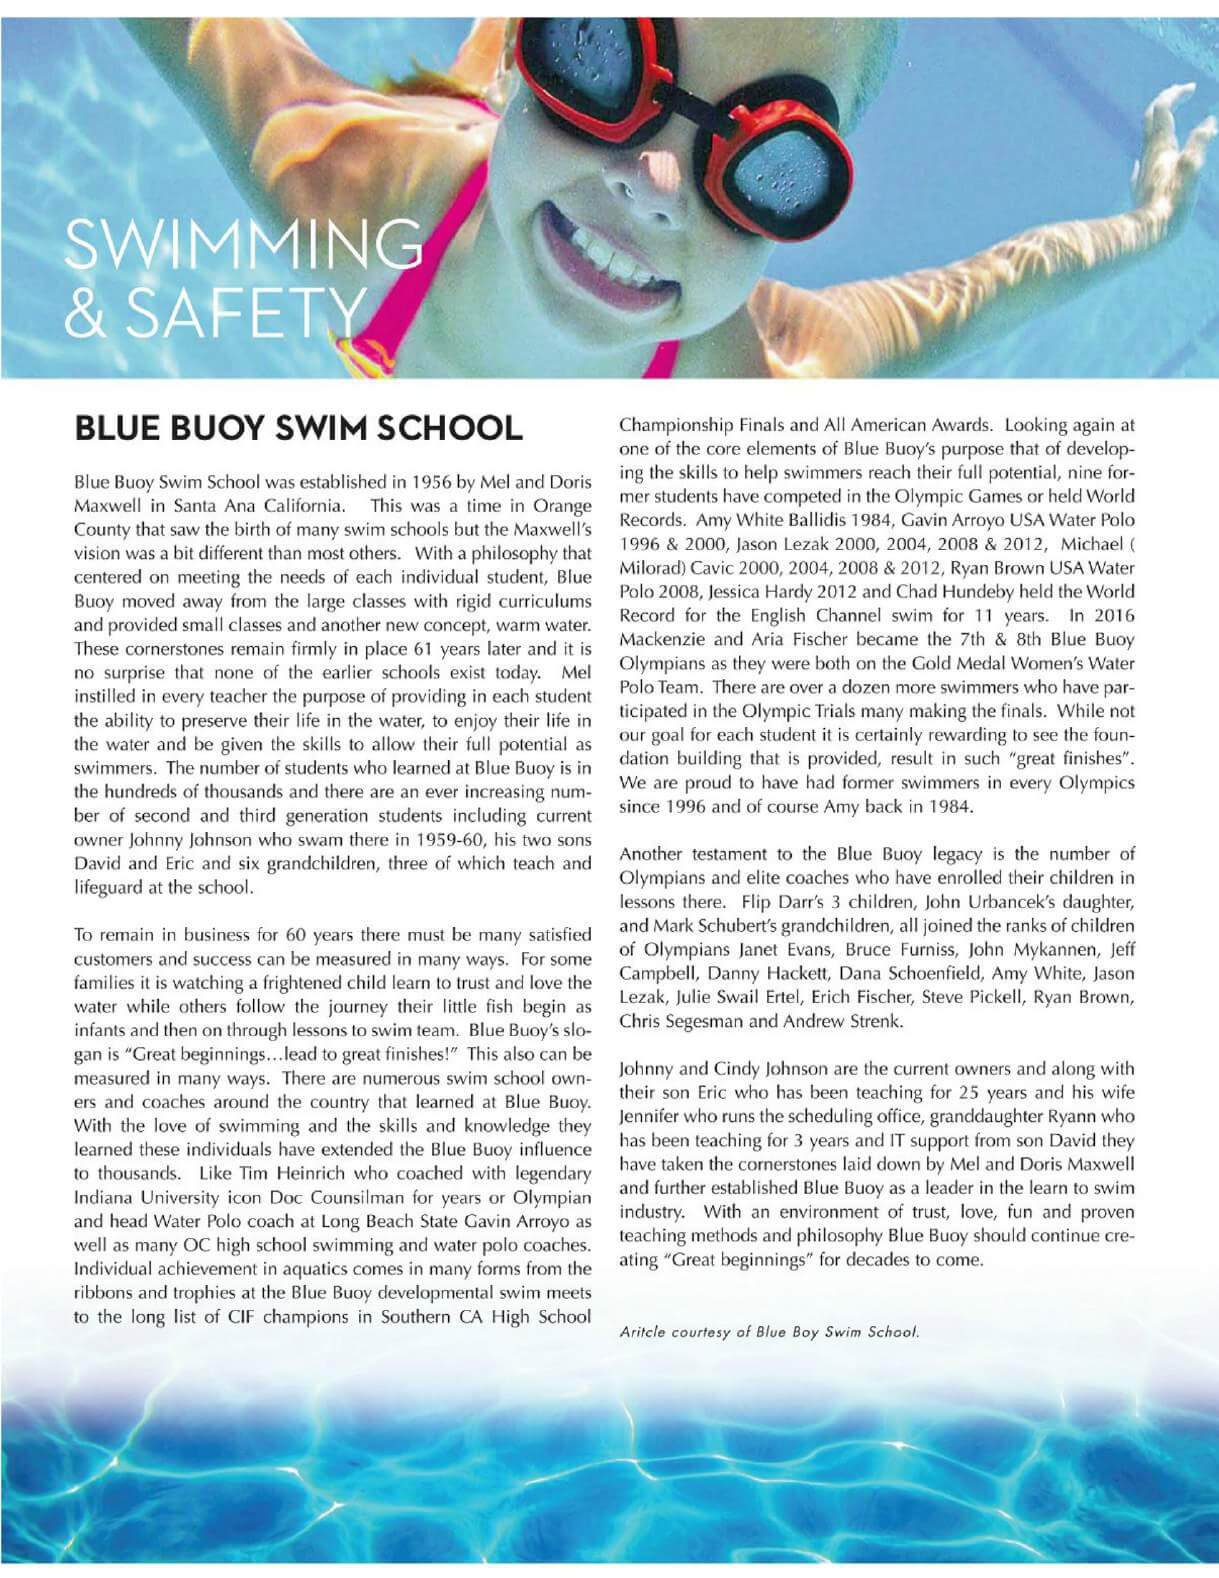 SWIMMING
& SAFETY
BLUE BUOY SWIM SCHOOL
Blue Buoy Swim School was established in 1956 by Mel and Doris
Maxwell in Santa Ana California. This was a time in Orange
County that saw the birth of many swim schools but the Maxwell's
vision was a bit different than most others. With a philosophy that
centered on meeting the needs of each individual student, Blue
Buoy moved away from the large classes with rigid curriculums
and provided small classes and another new concept, warm water.
These cornerstones remain firmly in place 61 years later and it is
no surprise that none of the earlier schools exist today. Mel
instilled in every teacher the purpose of providing in each student
the ability to preserve their life in the water, to enjoy their life in
the water and be given the skills to allow their full potential as
swimmers. The number of students who learned at Blue Buoy is in
the hundreds of thousands and there are an ever increasing num-
ber of second and third generation students including current
owner Johnny Johnson who swam there in 1959-60, his two sons
David and Eric and six grandchildren, three of which teach and
lifeguard at the school.
To remain in business for 60 years there must be many satisfied
customers and success can be measured in many ways. For some
families it is watching a frightened child learn to trust and love the
water while others follow the journey their little fish begin as
infants and then on through lessons to swim team. Blue Buoy's slo-
gan is "Great beginnings...lead to great finishes!" This also can be
measured in many ways. There are numerous swim school own-
ers and coaches around the country that learned at Blue Buoy.
With the love of swimming and the skills and knowledge they
learned these individuals have extended the Blue Buoy influence
to thousands. Like Tim Heinrich who coached with legendary
Indiana University icon Doc Counsilman for years or Olympian
and head Water Polo coach at Long Beach State Gavin Arroyo as
well as many OC high school swimming and water polo coaches.
Individual achievement in aquatics comes in many forms from the
ribbons and trophies at the Blue Buoy developmental swim meets
to the long list of CIF champions in Southern CA High School
Championship Finals and All American Awards. Looking again at
one of the core elements of Blue Buoy's purpose that of develop-
ing the skills to help swimmers reach their full potential, nine for-
mer students have competed in the Olympic Games or held World
Records. Amy White Ballidis 1984, Gavin Arroyo USA Water Polo
1996 & 2000, Jason Lezak 2000, 2004, 2008 & 2012, Michael (
Milorad) Cavic 2000, 2004, 2008 & 2012, Ryan Brown USA Water
Polo 2008, Jessica Hardy 2012 and Chad Hundeby held the World
Record for the English Channel swim for 11 years. In 2016
Mackenzie and Aria Fischer became the 7th & 8th Blue Buoy
Olympians as they were both on the Gold Medal Women's Water
Polo Team. There are over a dozen more swimmers who have par-
ticipated in the Olympic Trials many making the finals. While not
our goal for each student it is certainly rewarding to see the foun-
dation building that is provided, result in such "great finishes".
We are proud to have had former swimmers in every Olympics
since 1996 and of course Amy back in 1984.
Another testament to the Blue Buoy legacy is the number of
Olympians and elite coaches who have enrolled their children in
lessons there. Flip Darr's 3 children, John Urbancek's daughter,
and Mark Schubert's grandchildren, all joined the ranks of children
of Olympians Janet Evans, Bruce Furniss, John Mykannen, Jeff
Campbell, Danny Hackett, Dana Schoenfield, Amy White, Jason
Lezak, Julie Swail Ertel, Erich Fischer, Steve Pickell, Ryan Brown,
Chris Segesman and Andrew Strenk.
Johnny and Cindy Johnson are the current owners and along with
their son Eric who has been teaching for 25 years and his wife
Jennifer who runs the scheduling office, granddaughter Ryann who
has been teaching for 3 years and IT support from son David they
have taken the cornerstones laid down by Mel and Doris Maxwell
and further established Blue Buoy as a leader in the learn to swim
industry. With an environment of trust, love, fun and proven
teaching methods and philosophy Blue Buoy should continue cre-
ating "Great beginnings" for decades to come.
Aritcle courtesy of Blue Boy Swim School.